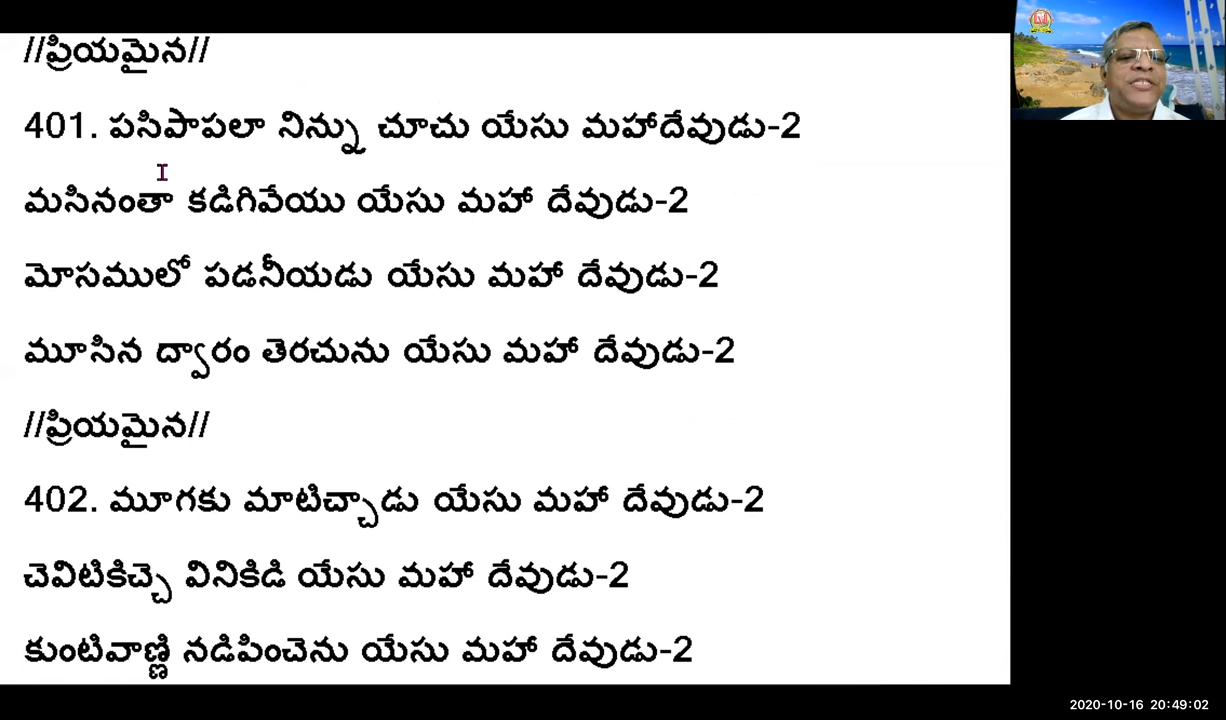 //ప్రియమైన//
401. పసిపాపలా నిన్ను చూచు యేసు మహాదేవుడు-2
మసినంతా కడిగివేయు యేసు మహా దేవుడు-2
మోసములో పడనీయడు యేసు మహా దేవుడు-2
మూసిన ద్వారం తెరచును యేసు మహా దేవుడు-2
//ప్రియమైన//
402. మూగకు మాటిచ్చాడు యేసు మహా దేవుడు-2
చెవిటికిచ్చె వినికిడి యేసు మహా దేవుడు-2
కుంటివాణ్ణి నడిపించెను యేసు మహా దేవుడు-2
2020-10-16 20:49:02